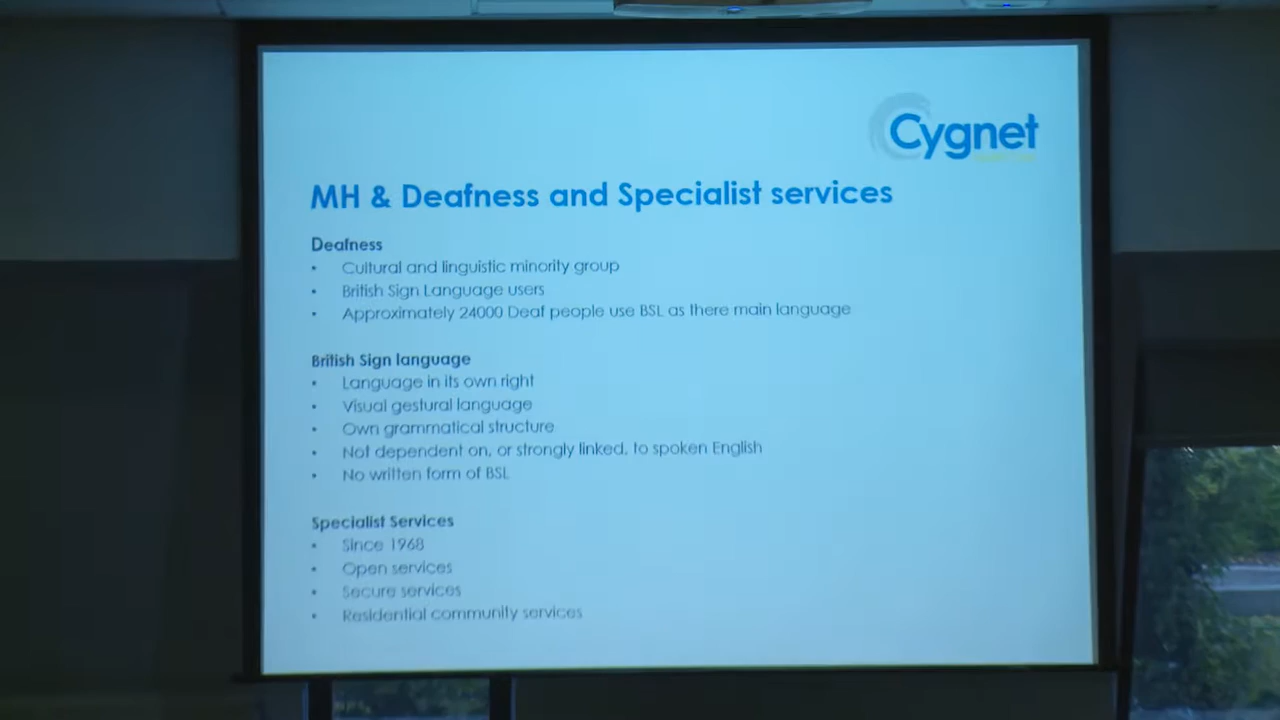 Cygnet
MH & Deafness and Specialist services
Deafness
• Cultural and linguistic minority group
• British Sign Language users
• Approximately 24000 Deaf people use BSL as there main language
British Sign language
• Language in its own right
• Visual gestural language
• Own grammatical structure
• Not dependent on, or strongly linked, to spoken English
• No written form of BSL
Specialist Services
• Since 1968
• Open services
• Secure services
• Residential community services